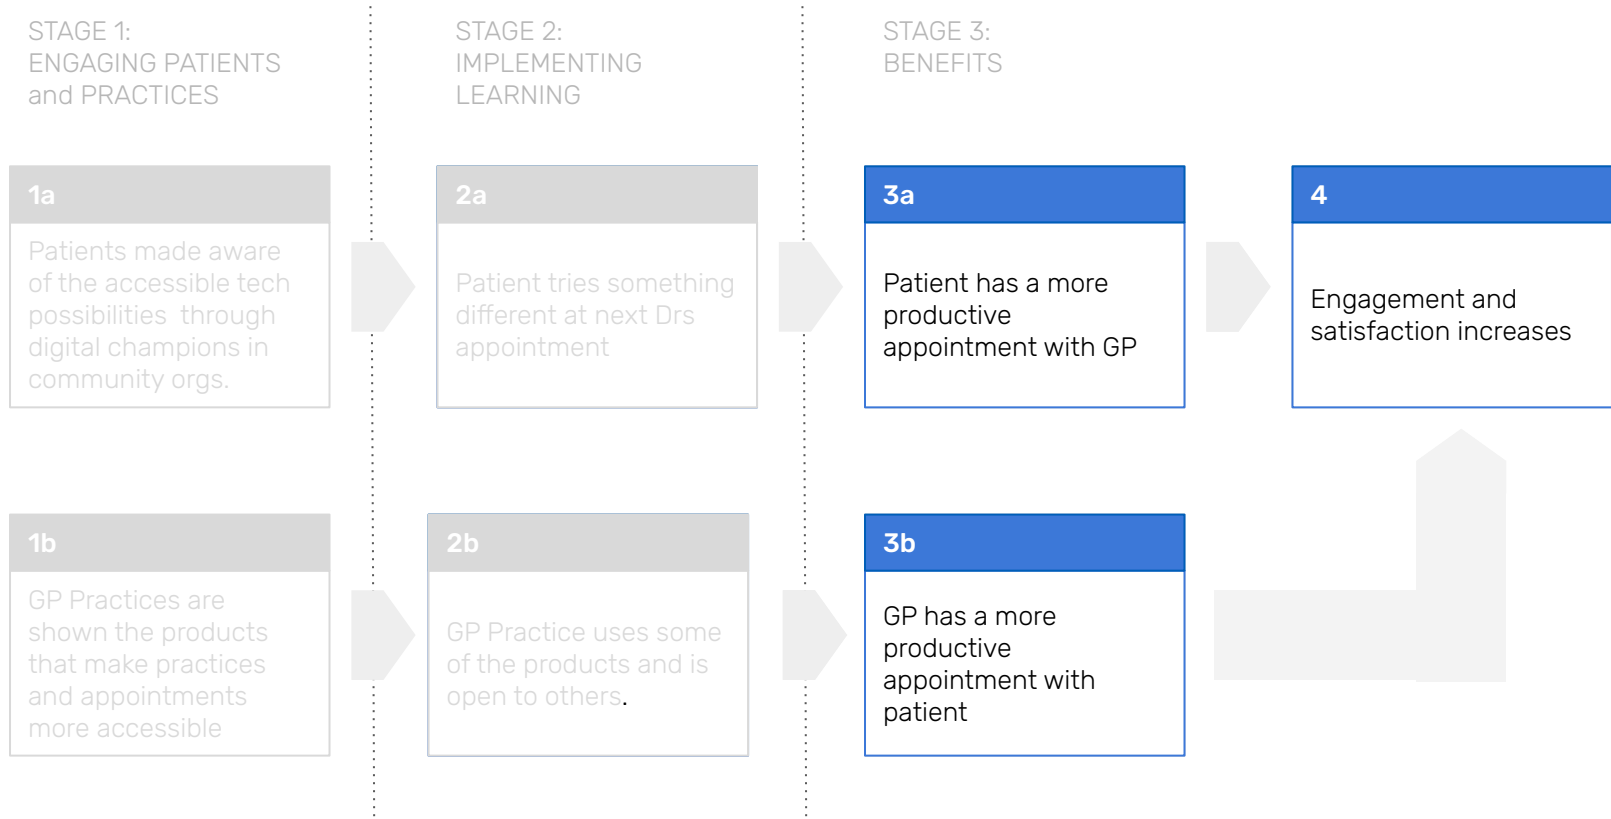 STAGE 1:
ENGAGING PATIENTS
and PRACTICES
STAGE 2:
IMPLEMENTING
LEARNING
STAGE 3:
BENEFITS
1a
Patients made aware
of the accessible tech
possibilities  through
digital champions in
community orgs.
2a
Patient tries something
different at next Drs
appointment
3a
Patient has a more
productive
appointment with GP
4
Engagement and
satisfaction increases
1b
GP Practices are
shown the products
that make practices
and appointments
more accessible
2b
GP Practice uses some
of the products and is
open to others.
3b
GP has a more
productive
appointment with
patient